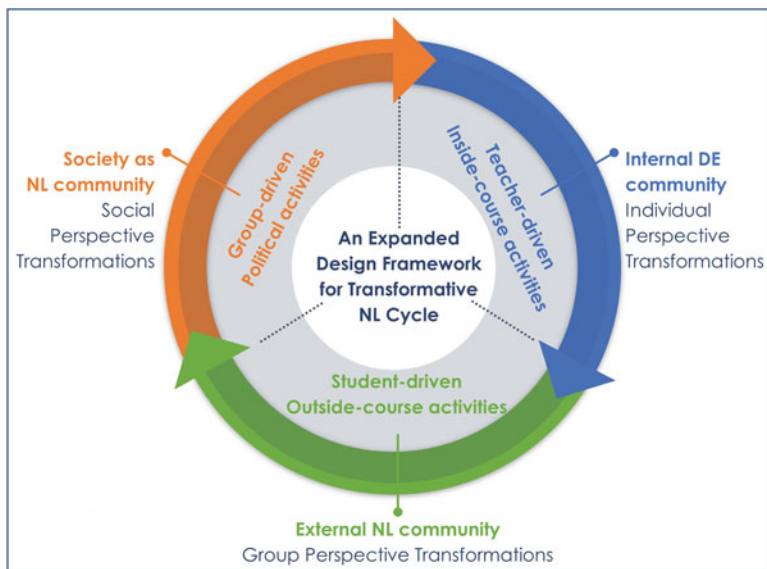 Society as
NL community
Social
Perspective
Transformations
Group-driven
Political activities
Teacher-driven
Inside-course activities
Internal DE
community
Individual
Perspective
Transformations
An Expanded
Design Framework
for Transformative
NL Cycle
Student-driven
Outside-course activities
External NL community
Group Perspective Transformations